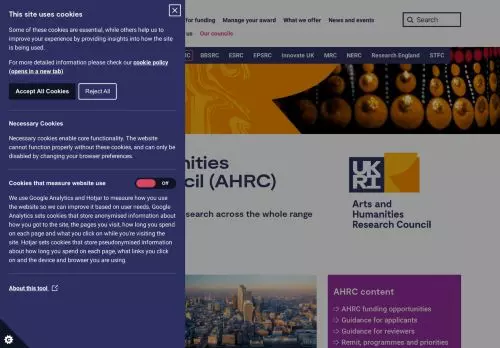 This site uses cookies
Some of these cookies are essential, while others help us to
improve your experience by providing insights into how the site
is being used.
For more detailed information please check our cookie policy
(opens in a new tab)
Accept All Cookies
Reject All
Necessary Cookies
Necessary cookies enable core functionality. The website
cannot function properly without these cookies, and can only be
disabled by changing your browser preferences.
Cookies that measure website use
Off
We use Google Analytics and Hotjar to measure how you use
the website so we can improve it based on user needs. Google
Analytics sets cookies that store anonymised information about
how you got to the site, the pages you visit, how long you spend
on each page and what you click on while you're visiting the
site. Hotjar sets cookies that store pseudonymised information
about how long you spend on each page, what links you click
on and the device and browser you are using.
About this tool
for funding Manage your award What we offer News and events
Search
us Our councils
BBSRC ESRC EPSRC Innovate UK MRC NERC Research England STFC
nities
cil (AHRC)
search across the whole range
UK
RI
Arts and
Humanities
Research Council
AHRC content
AHRC funding opportunities
Guidance for applicants
Guidance for reviewers
Remit, programmes and priorities